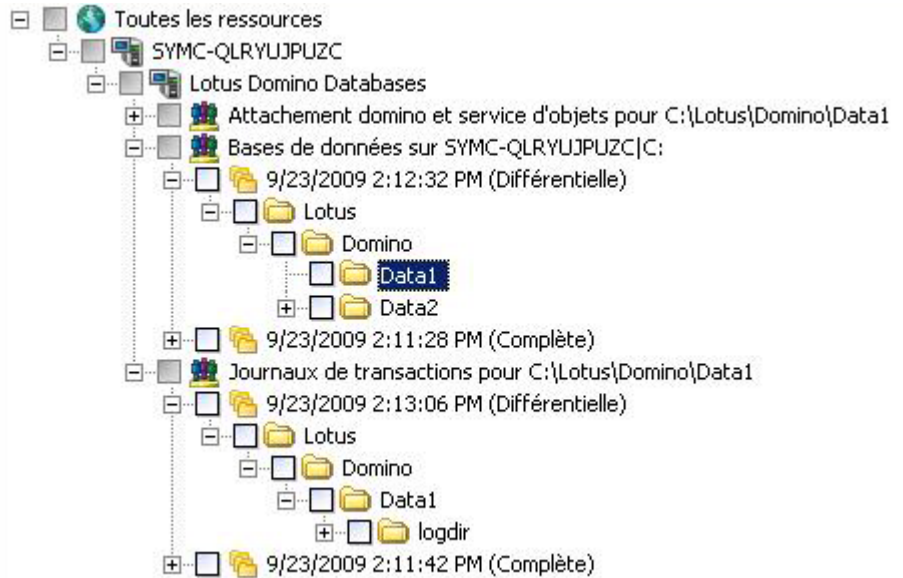 Toutes les ressources
SYMC-QLRYUJPUZC
Lotus Domino Databases
Attachement domino et service d'objets pour C:\Lotus\Domino\Data1
Bases de données sur SYMC-QLRYUJPUZC|C:
9/23/2009 2:12:32 PM (Différentielle)
Lotus
Domino
Data1
Data2
9/23/2009 2:11:28 PM (Complète)
Journaux de transactions pour C:\Lotus\Domino\Data1
9/23/2009 2:13:06 PM (Différentielle)
Lotus
Domino
Data1
logdir
9/23/2009 2:11:42 PM (Complète)